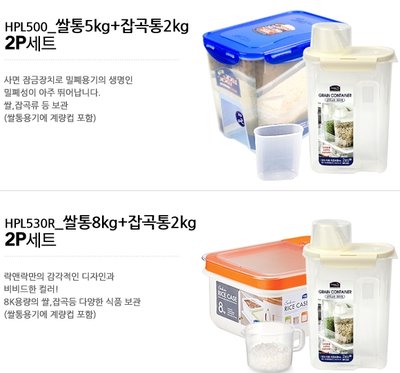 HPL500_쌀통5kg+잡곡통2kg
2P세트
사면 잠금장치로 밀폐용기의 생명인
밀폐성이 아주 뛰어납니다.
쌀,잡곡류 등 보관
(쌀통용기에 계량컵 포함)
GRAIN CONTAINER
HPL530R_쌀통8kg+잡곡통2kg
2P세트
락앤락만의 감각적인 디자인과
비비드한 컬러!
8K용량의 쌀,잡곡등 다양한 식품 보관
(쌀통용기에 계량컵 포함)
RICE CASE
8
GRAIN CONTAINER